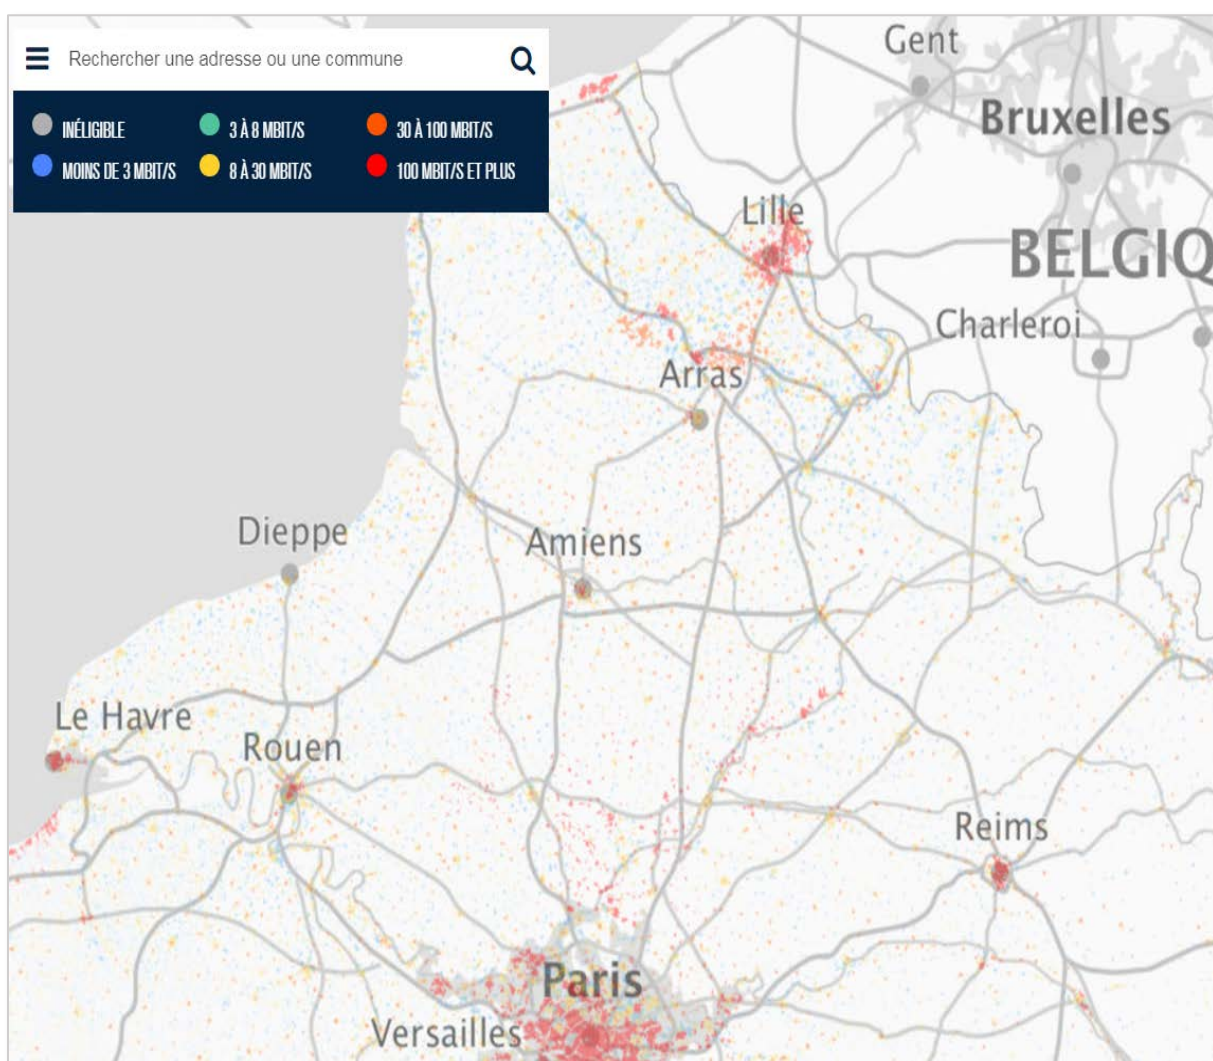 Rechercher une adresse ou une commune
INÉLIGIBLE
3 À 8 MBIT/S
30 À 100 MBIT/S
MOINS DE 3 MBIT/S
8 À 30 MBIT/S
100 MBIT/S ET PLUS
Gent
Bruxelles
Lille
BELGIQ
Charleroi
Arras
Dieppe
Amiens
Le Havre
Rouen
Reims
Paris
Versailles